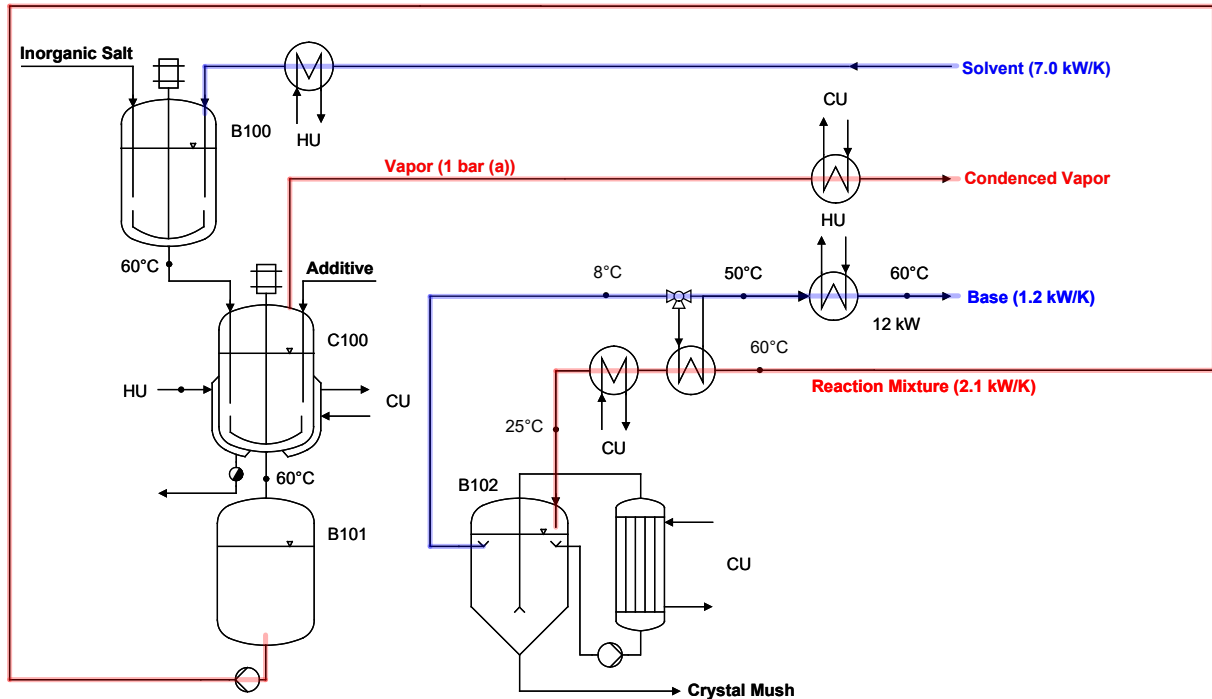 Inorganic Salt
Solvent (7.0 kW/K)
CU
B100
HU
Vapor (1 bar (a))
Condenced Vapor
HU
60°C
Additive
8°C
50°C
60°C
Base (1.2 kW/K)
12 kW
C100
60°C
HU
Reaction Mixture (2.1 kW/K)
CU
25°C
CU
60°C
B102
B101
CU
Crystal Mush